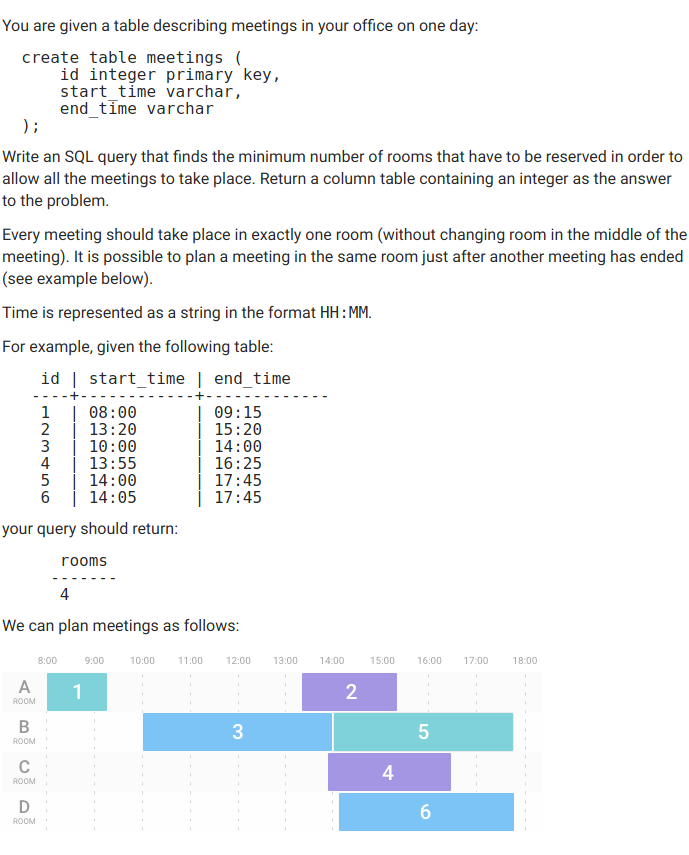 You are given a table describing meetings in your office on one day:
create table meetings (
id integer primary key,
start_time varchar,
end_time varchar
);
Write an SQL query that finds the minimum number of rooms that have to be reserved in order to
allow all the meetings to take place. Return a column table containing an integer as the answer
to the problem.
Every meeting should take place in exactly one room (without changing room in the middle of the
meeting). It is possible to plan a meeting in the same room just after another meeting has ended
(see example below).
Time is represented as a string in the format HH:MM.
For example, given the following table:
id | start_time | end_time
----+------------+-------------
1 | 08:00 | 09:15
2 | 13:20 | 15:20
3 | 10:00 | 14:00
4 | 13:55 | 16:25
5 | 14:00 | 17:45
6 | 14:05 | 17:45
your query should return:
rooms
-------
4
We can plan meetings as follows:
8:00 9:00 10:00 11:00 12:00 13:00 14:00 15:00 16:00 17:00 18:00
A 1 2
ROOM
B 3 5
ROOM
C 4
ROOM
D 6
ROOM